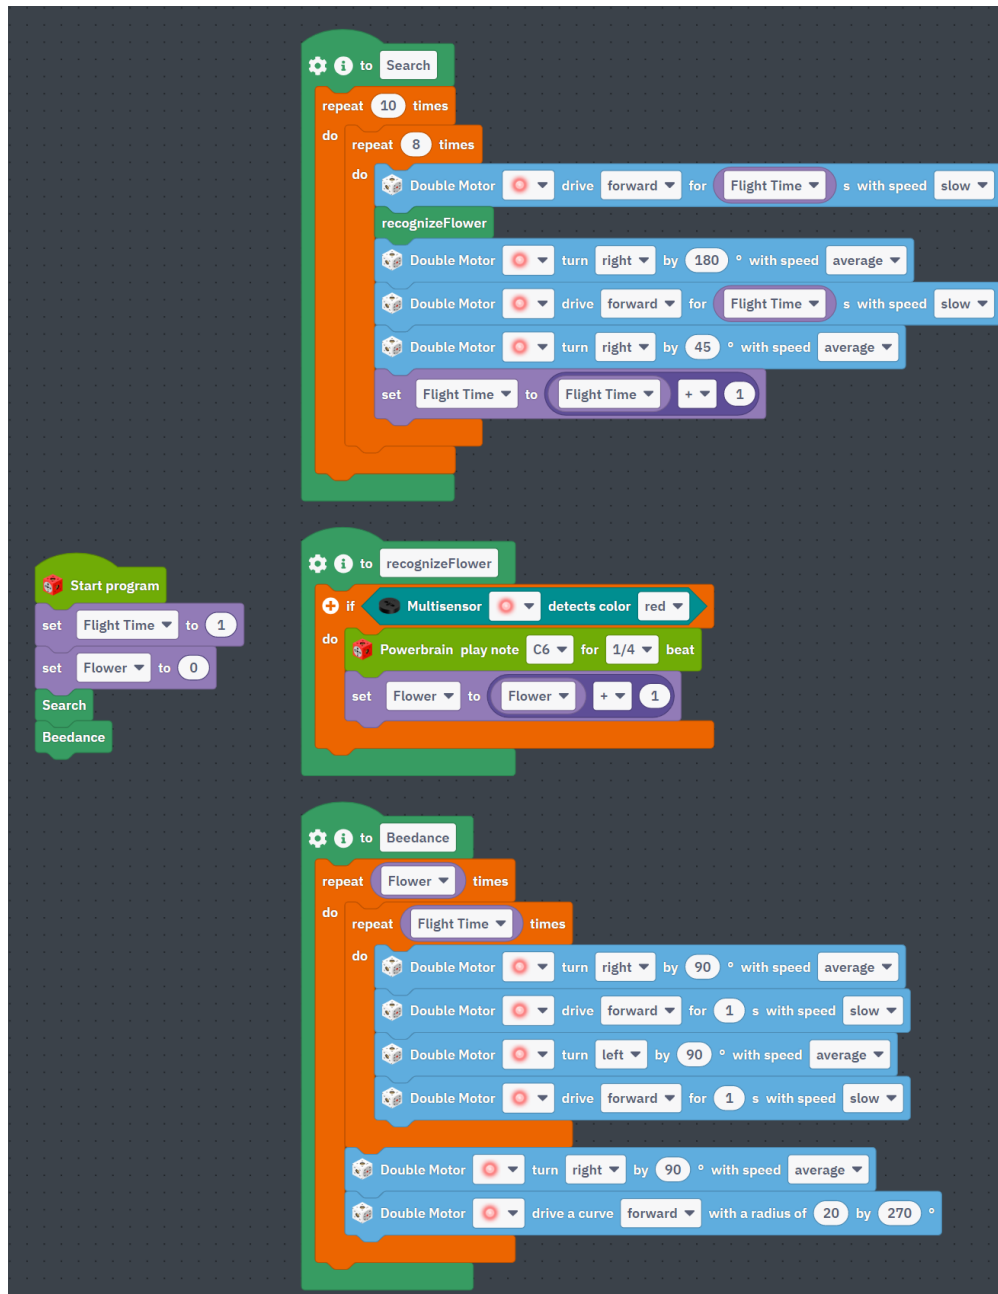 to Search
repeat 10 times
do repeat 8 times
do Double Motor drive forward for Flight Time s with speed slow
recognizeFlower
Double Motor turn right by 180 ° with speed average
Double Motor drive forward for Flight Time s with speed slow
Double Motor turn right by 45 ° with speed average
set Flight Time to Flight Time + 1
Start program
set Flight Time to 1
set Flower to 0
Search
Beedance
to recognizeFlower
if Multisensor detects color red
do Powerbrain play note C6 for 1/4 beat
set Flower to Flower + 1
to Beedance
repeat Flower times
do repeat Flight Time times
do Double Motor turn right by 90 ° with speed average
Double Motor drive forward for 1 s with speed slow
Double Motor turn left by 90 ° with speed average
Double Motor drive forward for 1 s with speed slow
Double Motor turn right by 90 ° with speed average
Double Motor drive a curve forward with a radius of 20 by 270 °